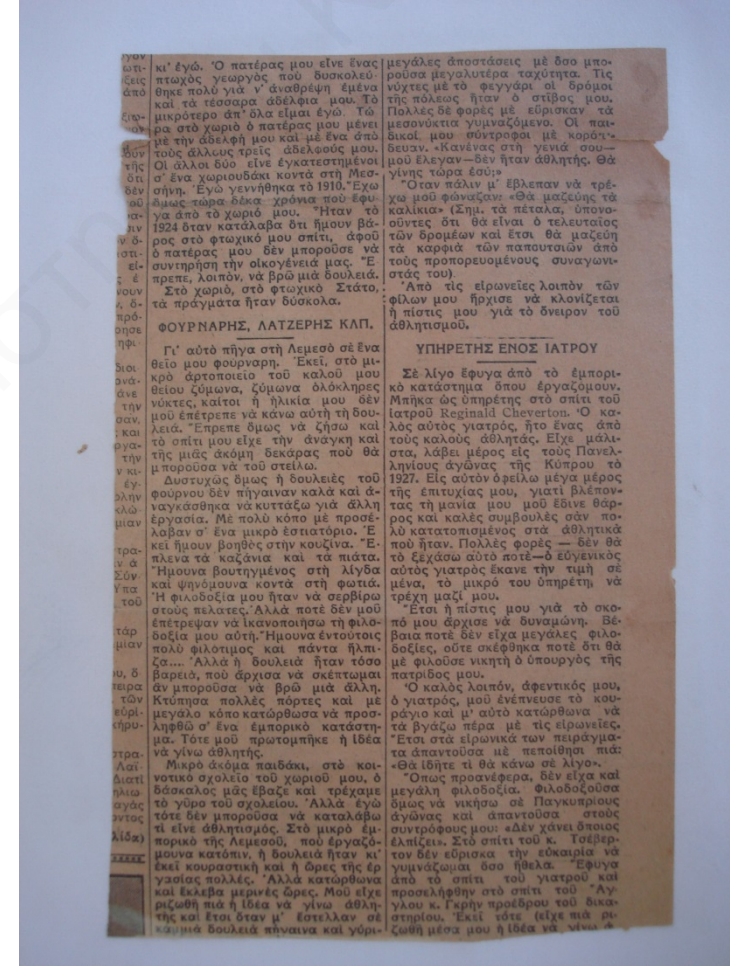 κι' ἐγώ. Ὁ πατέρας μου εἶνε ἕνας
πτωχός γεωργός ποὺ δυσκολεύ-
θηκε πολὺ γιὰ ν' ἀναθρέψῃ ἐμένα
καὶ τὰ τέσσαρα ἀδέλφια μου. Τὸ
μικρότερο ἀπ' ὅλα εἶμαι ἐγώ. Τώ
ρα στὸ χωριὸ ὁ πατέρας μου μένει
μὲ τὴν ἀδελφή μου καὶ μὲ ἕνα ἀπὸ
τοὺς ἄλλους τρεῖς ἀδελφούς μου.
Οἱ ἄλλοι δύο εἶνε ἐγκατεστημένοι
σ' ἕνα χωριουδάκι κοντὰ στὴ Μεσ-
σήνη. Ἐγὼ γεννήθηκα τὸ 1910. Ἔχω
ὅμως τώρα δέκα χρόνια ποὺ ἔφυ-
γα ἀπὸ τὸ χωριό μου. Ἦταν τὸ
1924 ὅταν κατάλαβα ὅτι ἤμουν βά-
ρος στὸ φτωχικό μου σπίτι, ἀφοῦ
ὁ πατέρας μου δὲν μποροῦσε νὰ
συντηρήσῃ τὴν οἰκογένειά μας. Ἔ
πρεπε, λοιπὸν, νὰ βρῶ μιὰ δουλειά.
Στὸ χωριό, στὸ φτωχικὸ Στάτο,
τὰ πράγματα ἦταν δύσκολα.
ΦΟΥΡΝΑΡΗΣ, ΛΑΤΖΕΡΗΣ ΚΛΠ.
Γι' αὐτὸ πῆγα στὴ Λεμεσὸ σὲ ἕνα
θεῖο μου φούρναρη. Ἐκεῖ, στὸ μι-
κρὸ ἀρτοποιεῖο τοῦ καλοῦ μου
θείου ζύμωνα, ζύμωνα ὁλόκληρες
νύκτες, καίτοι ἡ ἡλικία μου δὲν
μοῦ ἐπέτρεπε νὰ κάνω αὐτὴ τὴ δου-
λειά. Ἔπρεπε ὅμως νὰ ζήσω καὶ
τὸ σπίτι μου εἶχε τὴν ἀνάγκη καὶ
τῆς μιᾶς ἀκόμη δεκάρας ποὺ θὰ
μποροῦσα νὰ τοῦ στείλω.
Δυστυχῶς ὅμως ἡ δουλειές τοῦ
φούρνου δὲν πήγαιναν καλὰ καὶ ἀ-
ναγκάσθηκα νὰ κυττάξω γιὰ ἄλλη
ἐργασία. Μὲ πολὺ κόπο μὲ προσέ-
λαβαν σ' ἕνα μικρὸ ἑστιατόριο. Ἐ
κεῖ ἤμουν βοηθὸς στὴν κουζίνα. Ἔ-
πλενα τὰ καζάνια καὶ τὰ πιάτα.
Ἤμουνα βουτηγμένος στὴ λίγδα
καὶ ψηνόμουνα κοντὰ στὴ φωτιά.
Ἡ φιλοδοξία μου ἦταν νὰ σερβίρω
στοὺς πελατες. Ἀλλὰ ποτὲ δὲν μοῦ
ἐπέτρεψαν νὰ ἱκανοποιήσω τὴ φιλο-
δοξία μου αὐτή. Ἤμουνα ἐντούτοις
πολὺ φιλότιμος καὶ πάντα ἤλπι-
ζα.... Ἀλλὰ ἡ δουλειὰ ἦταν τόσο
βαρειὰ, ποὺ ἄρχισα νὰ σκέπτωμαι
ἂν μποροῦσα νὰ βρῶ μιὰ ἄλλη.
Κτύπησα πολλὲς πόρτες καὶ μὲ
μεγάλο κόπο κατώρθωσα νὰ προσ-
ληφθῶ σ' ἕνα ἐμπορικὸ κατάστη-
μα. Τότε μοῦ πρωτομπῆκε ἡ ἰδέα
νὰ γίνω ἀθλητής.
Μικρὸ ἀκόμα παιδάκι, στὸ κοι-
νοτικὸ σχολεῖο τοῦ χωριοῦ μου, ὁ
δάσκαλος μᾶς ἔβαζε καὶ τρέχαμε
τὸ γῦρο τοῦ σχολείου. Ἀλλὰ ἐγὼ
τότε δὲν μποροῦσα νὰ καταλάβω
τί εἶνε ἀθλητισμός. Στὸ μικρὸ ἐμ-
πορικὸ τῆς Λεμεσοῦ, ποὺ ἐργαζό-
μουνα κατόπιν, ἡ δουλειὰ ἦταν κι'
ἐκεῖ κουραστικὴ καὶ ἡ ὧρες τῆς ἐρ
γασίας πολλές. Ἀλλὰ κατώρθωνα
καὶ ἔκλεβα μερικὲς ὧρες. Μοῦ εἶχε
ριζωθῆ πιὰ ἡ ἰδέα νὰ γίνω ἀθλη-
τὴς καὶ ἔτσι ὅταν μ' ἔστελλαν σὲ
καμμιὰ δουλειὰ πήγαινα καὶ γύρι-
μεγάλες ἀποστάσεις μὲ ὅσο μπο-
ροῦσα μεγαλυτέρα ταχύτητα. Τὶς
νύχτες μὲ τὸ φεγγάρι οἱ δρόμοι
τῆς πόλεως ἦταν ὁ στίβος μου.
Πολλὲς δὲ φορὲς μὲ εὕρισκαν τὰ
μεσονύκτια γυμναζόμενο. Οἱ παι-
δικοί μου σύντροφοι μὲ κορόϊ-
δευαν. «Κανένας στὴ γενιά σου—
μοῦ ἔλεγαν—δὲν ἦταν ἀθλητής. Θὰ
γίνῃς τώρα ἐσύ;»
Ὅταν πάλιν μ' ἔβλεπαν νὰ τρέ-
χω μοῦ φώναζαν: «Θὰ μαζεύῃς τὰ
καλίκια» (Σημ. τὰ πέταλα, ὑπονο-
οῦντες ὅτι θὰ εἶναι ὁ τελευταῖος
τῶν δρομέων καὶ ἔτσι θὰ μαζεύῃ
τὰ καρφιὰ τῶν παπουτσιῶν ἀπὸ
τοὺς προπορευομένους συναγωνι-
στάς του).
Ἀπὸ τὶς εἰρωνεῖες λοιπὸν τῶν
φίλων μου ἤρχισε νὰ κλονίζεται
ἡ πίστις μου γιὰ τὸ ὄνειρον τοῦ
ἀθλητισμοῦ.
ΥΠΗΡΕΤΗΣ ΕΝΟΣ ΙΑΤΡΟΥ
Σὲ λίγο ἔφυγα ἀπὸ τὸ ἐμπορι-
κὸ κατάστημα ὅπου ἐργαζόμουν.
Μπῆκα ὡς ὑπηρέτης στὸ σπίτι τοῦ
ἰατροῦ Reginald Cheverton. Ὁ κα-
λὸς αὐτὸς γιατρός, ἦτο ἕνας ἀπὸ
τοὺς καλοὺς ἀθλητάς. Εἶχε μάλι-
στα, λάβει μέρος εἰς τοὺς Πανελ-
ληνίους ἀγῶνας τῆς Κύπρου τὸ
1927. Εἰς αὐτὸν ὀφείλω μέγα μέρος
τῆς ἐπιτυχίας μου, γιατὶ βλέπον-
τας τὴ μανία μου μοῦ ἔδινε θάρ-
ρος καὶ καλὲς συμβουλὲς σὰν πο-
λὺ κατατοπισμένος στὰ ἀθλητικὰ
ποὺ ἦταν. Πολλὲς φορὲς — δὲν θὰ
τὸ ξεχάσω αὐτὸ ποτὲ—ὁ εὐγενικὸς
αὐτὸς γιατρὸς ἔκανε τὴν τιμὴ σὲ
μένα, τὸ μικρό του ὑπηρέτη, νὰ
τρέχῃ μαζί μου.
Ἔτσι ἡ πίστις μου γιὰ τὸ σκο-
πό μου ἄρχισε νὰ δυναμώνῃ. Βέ-
βαια ποτὲ δὲν εἶχα μεγάλες φιλο-
δοξίες, οὔτε σκέφθηκα ποτὲ ὅτι θὰ
μὲ φιλοῦσε νικητὴ ὁ ὑπουργὸς τῆς
πατρίδος μου.
Ὁ καλὸς λοιπόν, ἀφεντικός μου,
ὁ γιατρός, μοῦ ἐνέπνευσε τὸ κου-
ράγιο καὶ μ' αὐτὸ κατώρθωνα νὰ
τὰ βγάζω πέρα μὲ τὶς εἰρωνεῖες.
Ἔτσι στὰ εἰρωνικὰ των πειράγμα-
τα ἀπαντοῦσα μὲ πεποίθησι πιά:
«Θὰ ἰδῆτε τί θὰ κάνω σὲ λίγο».
Ὅπως προανέφερα, δὲν εἶχα καὶ
μεγάλη φιλοδοξία. Φιλοδοξοῦσα
ὅμως νὰ νικήσω σὲ Παγκυπρίους
ἀγῶνας καὶ ἀπαντοῦσα στοὺς
συντρόφους μου: «Δὲν χάνει ὅποιος
ἐλπίζει». Στὸ σπίτι τοῦ κ. Τσέβερ-
τον δὲν εὕρισκα τὴν εὐκαιρία νὰ
γυμνάζωμαι ὅσο ἤθελα. Ἔφυγα
ἀπὸ τὸ σπίτι τοῦ γιατροῦ καὶ
προσελήφθην στὸ σπίτι τοῦ Ἄγ
γλου κ. Γκρὴν προέδρου τοῦ δικα-
στηρίου. Ἐκεῖ τότε (εἶχε πιὰ ρι-
ζωθῆ μέσα μου ἡ ἰδέα νὰ γίνω ἀ